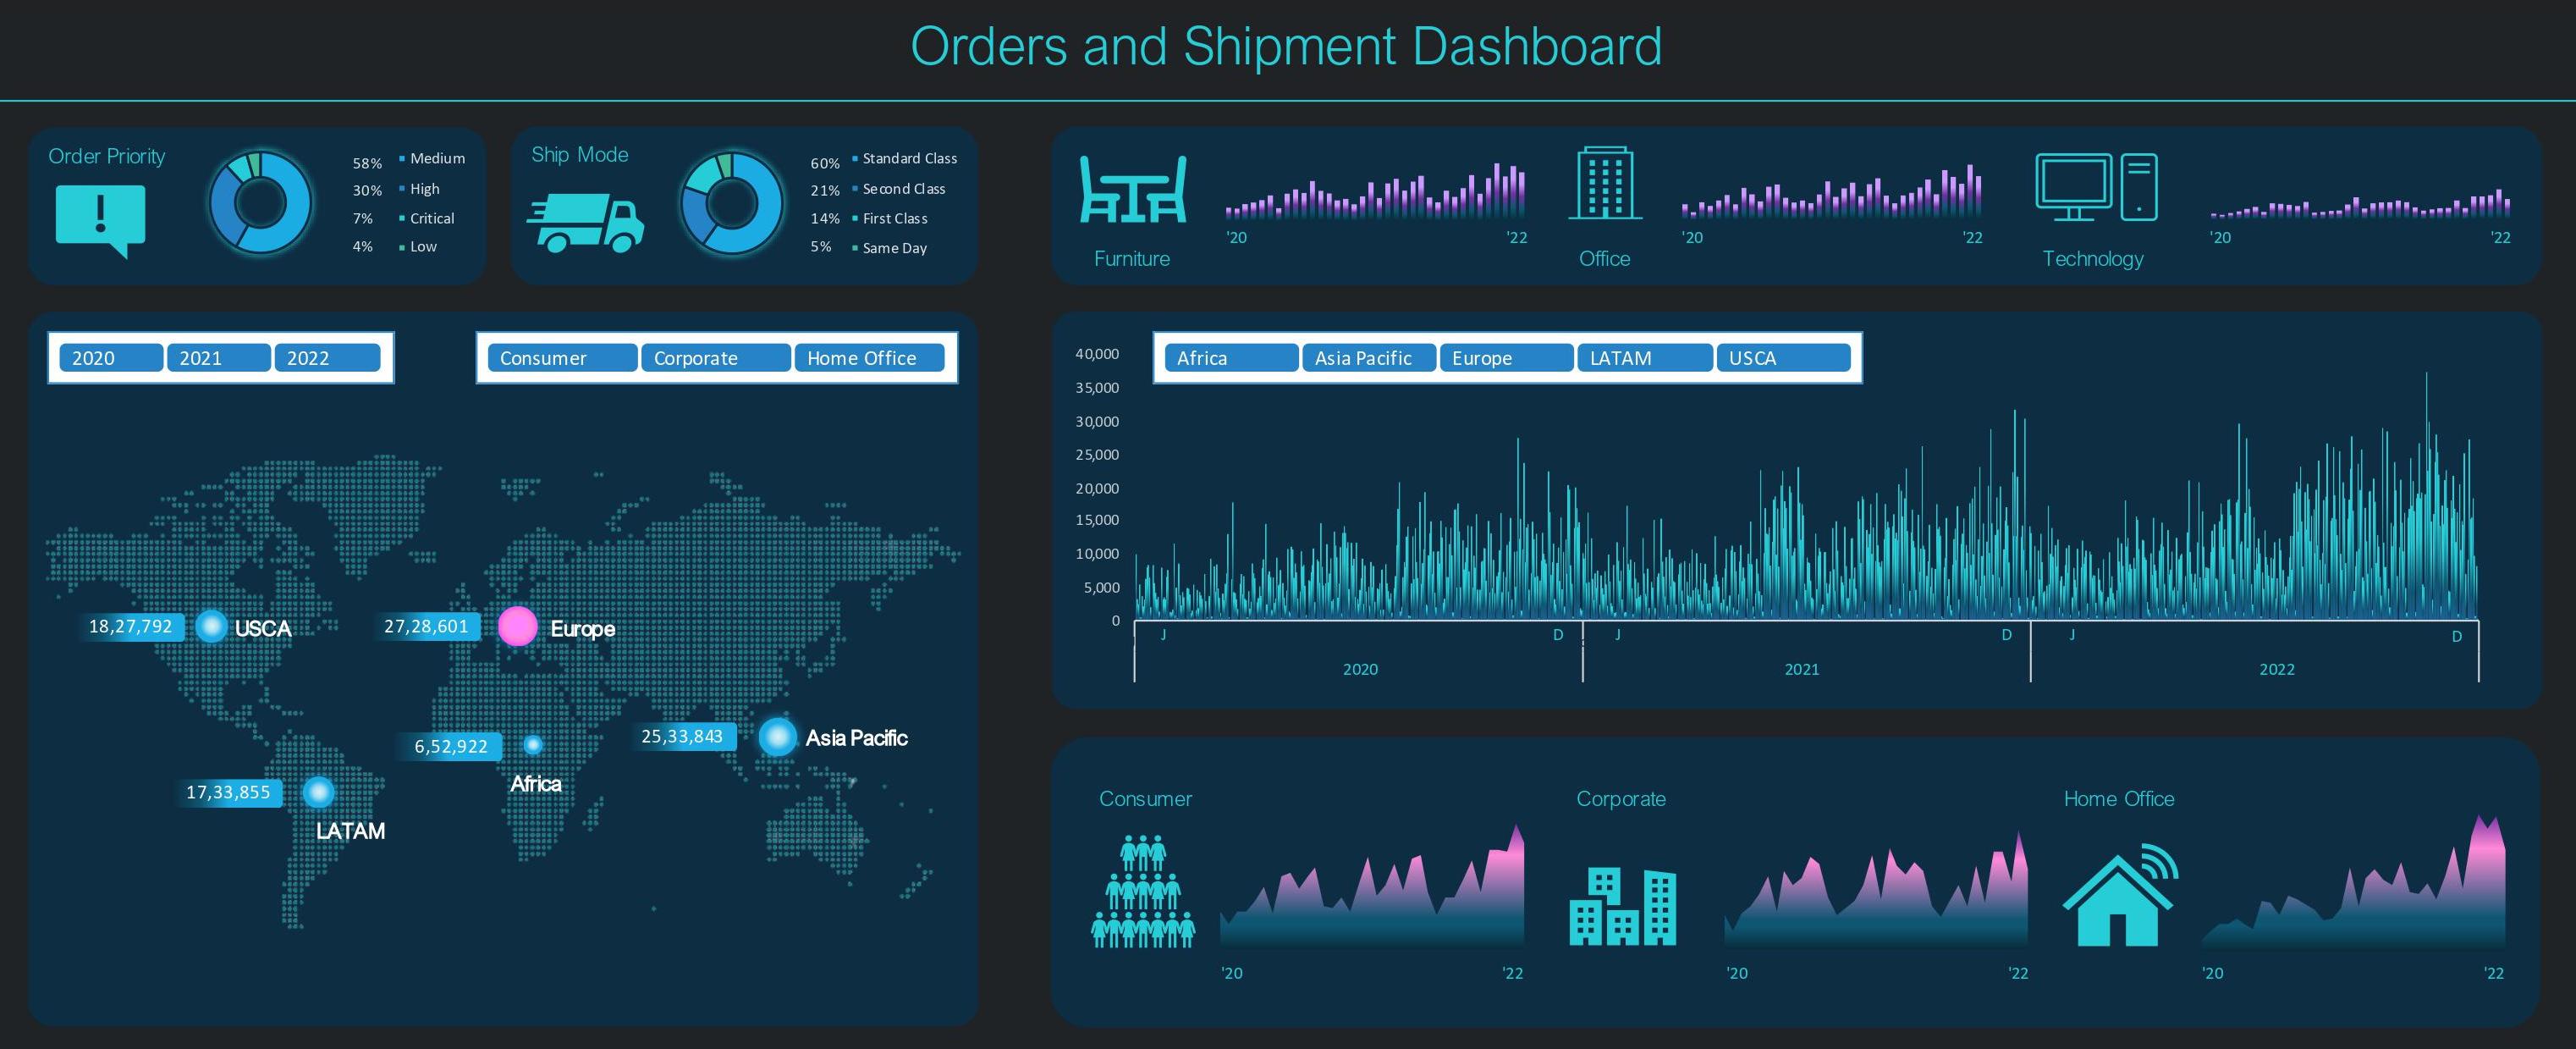 Orders and Shipment Dashboard
Order Priority
58% Medium
30% High
7% Critical
4% Low
Ship Mode
60% Standard Class
21% Second Class
14% First Class
5% Same Day
Furniture
'20 '22
Office
'20 '22
Technology
'20 '22
2020 2021 2022
Consumer Corporate Home Office
18,27,792 USCA
27,28,601 Europe
25,33,843 Asia Pacific
6,52,922
Africa
17,33,855
LATAM
Africa Asia Pacific Europe LATAM USCA
40,000
35,000
30,000
25,000
20,000
15,000
10,000
5,000
0
J D J D J D
2020 2021 2022
Consumer
'20 '22
Corporate
'20 '22
Home Office
'20 '22